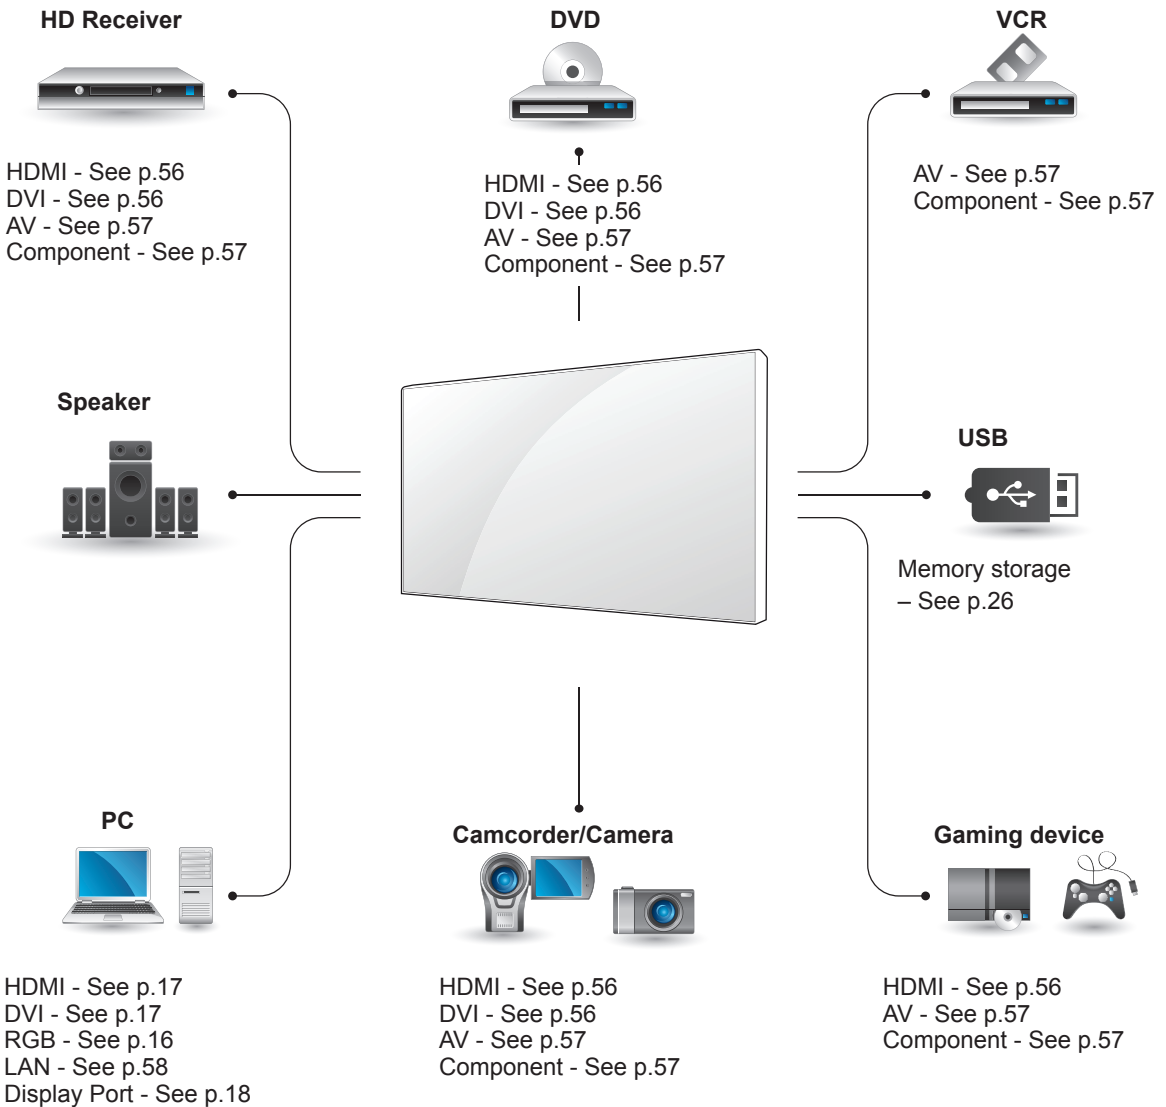 HD Receiver
HDMI - See p.56
DVI - See p.56
AV - See p.57
Component - See p.57
DVD
HDMI - See p.56
DVI - See p.56
AV - See p.57
Component - See p.57
VCR
AV - See p.57
Component - See p.57
Speaker
USB
Memory storage
– See p.26
PC
HDMI - See p.17
DVI - See p.17
RGB - See p.16
LAN - See p.58
Display Port - See p.18
Camcorder/Camera
HDMI - See p.56
DVI - See p.56
AV - See p.57
Component - See p.57
Gaming device
HDMI - See p.56
AV - See p.57
Component - See p.57